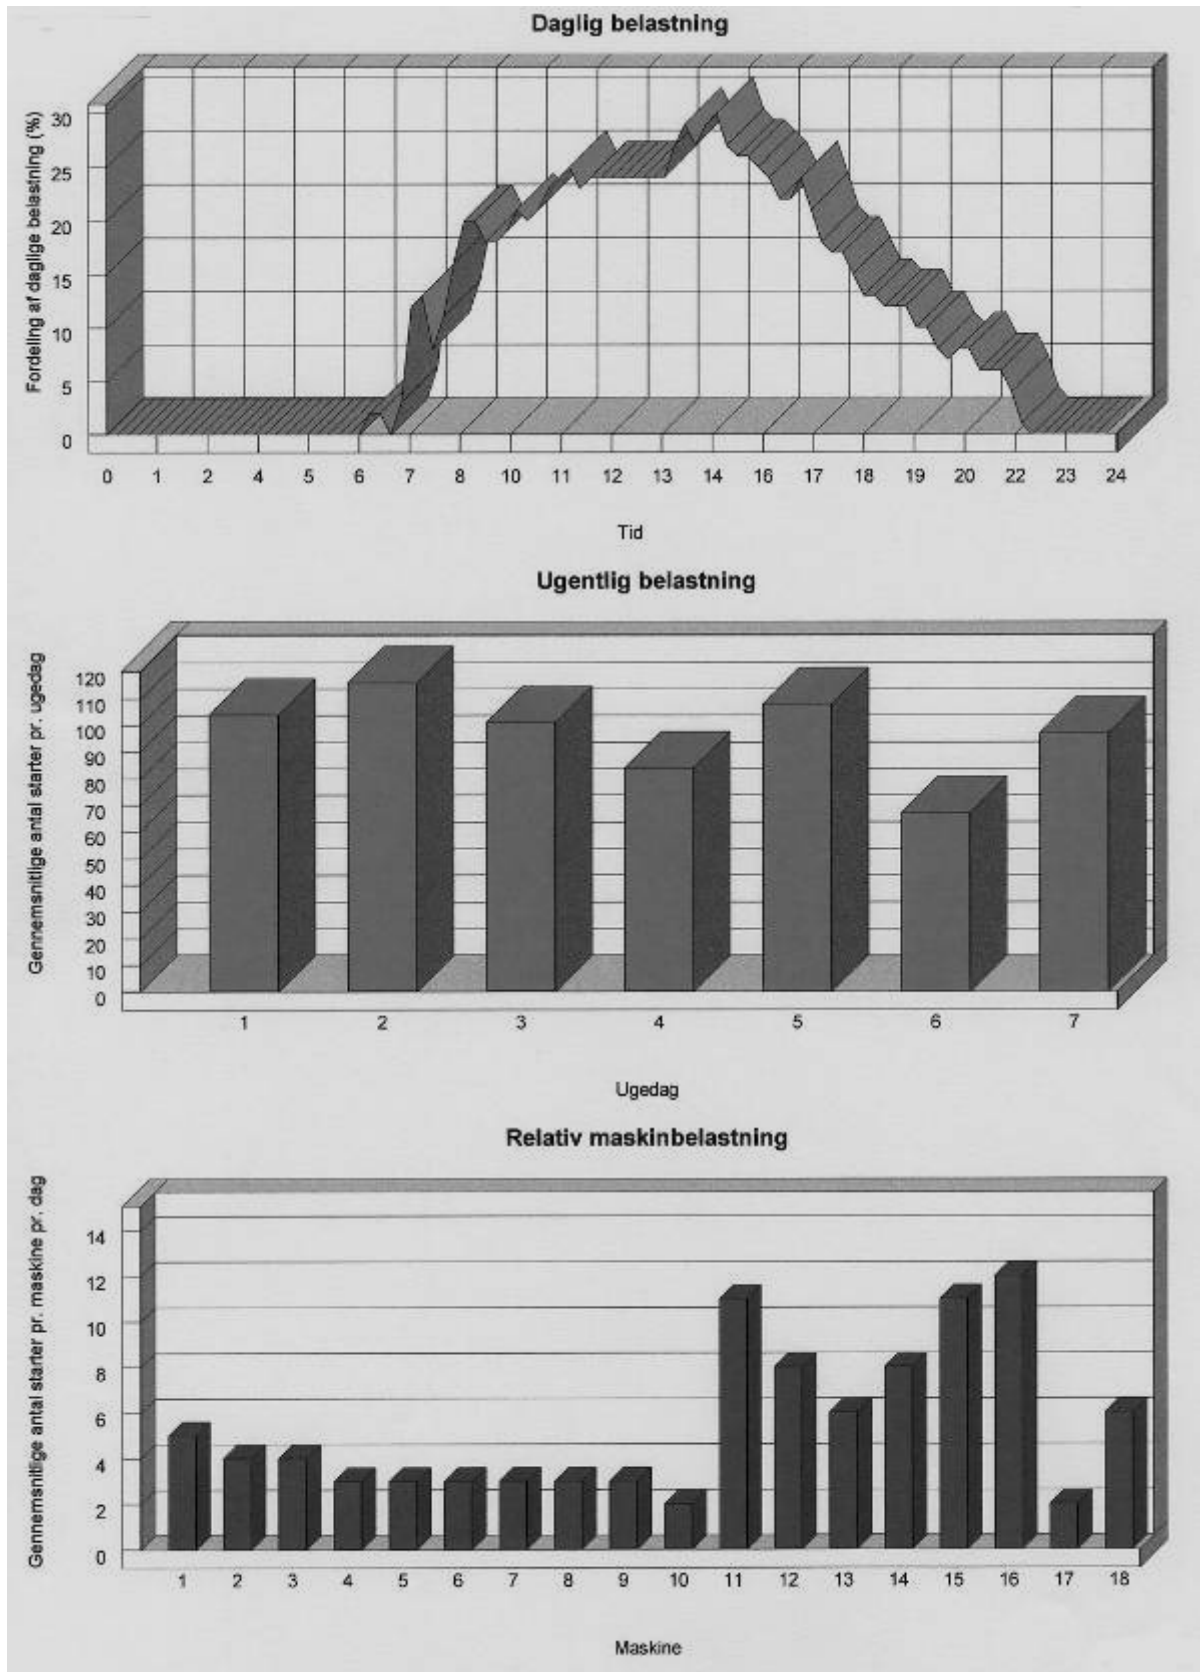 Daglig belastning
Fordeling af daglige belastning (%)
30
25
20
15
10
5
0
0 1 2 4 5 6 7 8 10 11 12 13 14 16 17 18 19 20 22 23 24
Tid
Ugentlig belastning
Gennemsnitlige antal starter pr. ugedag
120
110
100
90
80
70
60
50
40
30
20
10
0
1 2 3 4 5 6 7
Ugedag
Relativ maskinbelastning
Gennemsnitlige antal starter pr. maskine pr. dag
14
12
10
8
6
4
2
0
1 2 3 4 5 6 7 8 9 10 11 12 13 14 15 16 17 18
Maskine